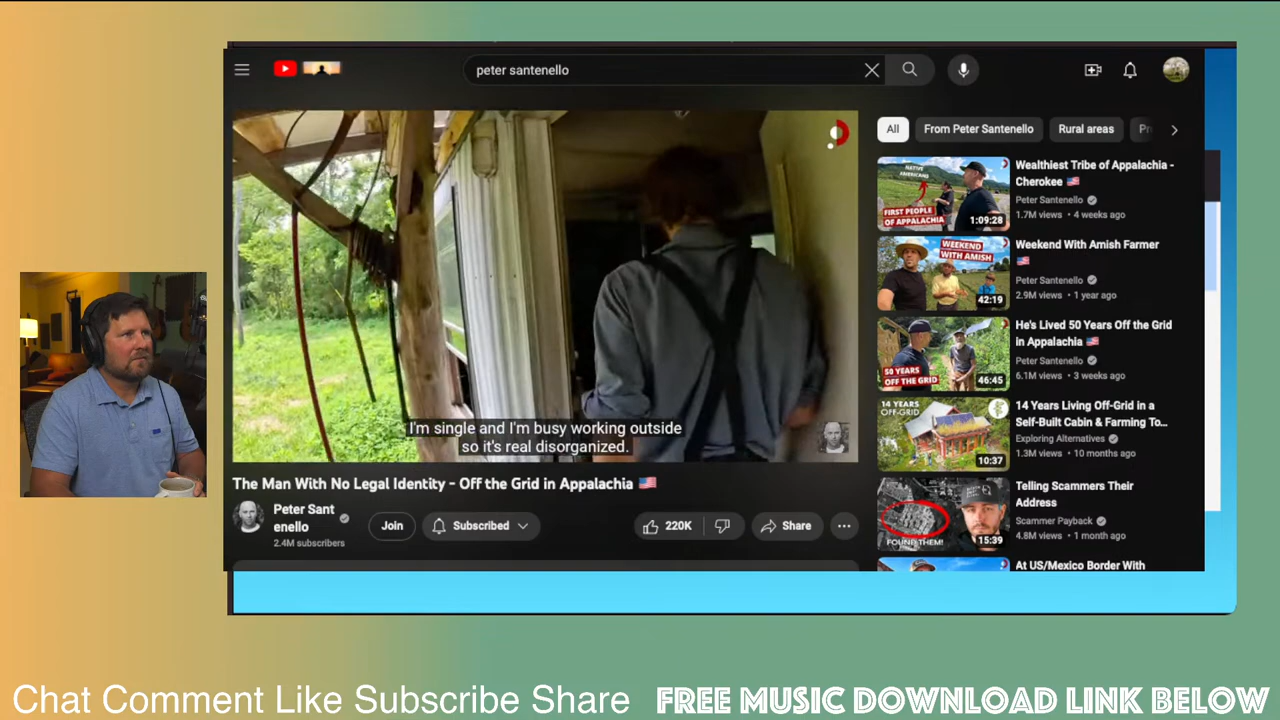 peter santenello
I'm single and I'm busy working outside
so it's real disorganized.
The Man With No Legal Identity - Off the Grid in Appalachia
Peter Sant
enello
2.4M subscribers
Join
Subscribed
220K
Share
All
From Peter Santenello
Rural areas
Pr
NATIVE
AMERICANS
FIRST PEOPLE
OF APPALACHIA
1:09:28
Wealthiest Tribe of Appalachia -
Cherokee
Peter Santenello
1.7M views • 4 weeks ago
WEEKEND
WITH AMISH
42:19
Weekend With Amish Farmer
Peter Santenello
2.9M views • 1 year ago
50 YEARS
OFF THE GRID
46:45
He's Lived 50 Years Off the Grid
in Appalachia
Peter Santenello
6.1M views • 3 weeks ago
14 YEARS
OFF-GRID
10:37
14 Years Living Off-Grid in a
Self-Built Cabin & Farming To...
Exploring Alternatives
1.3M views • 10 months ago
FOUND THEM!
15:39
Telling Scammers Their
Address
Scammer Payback
4.8M views • 1 month ago
At US/Mexico Border With
Chat Comment Like Subscribe Share
FREE MUSIC DOWNLOAD LINK BELOW